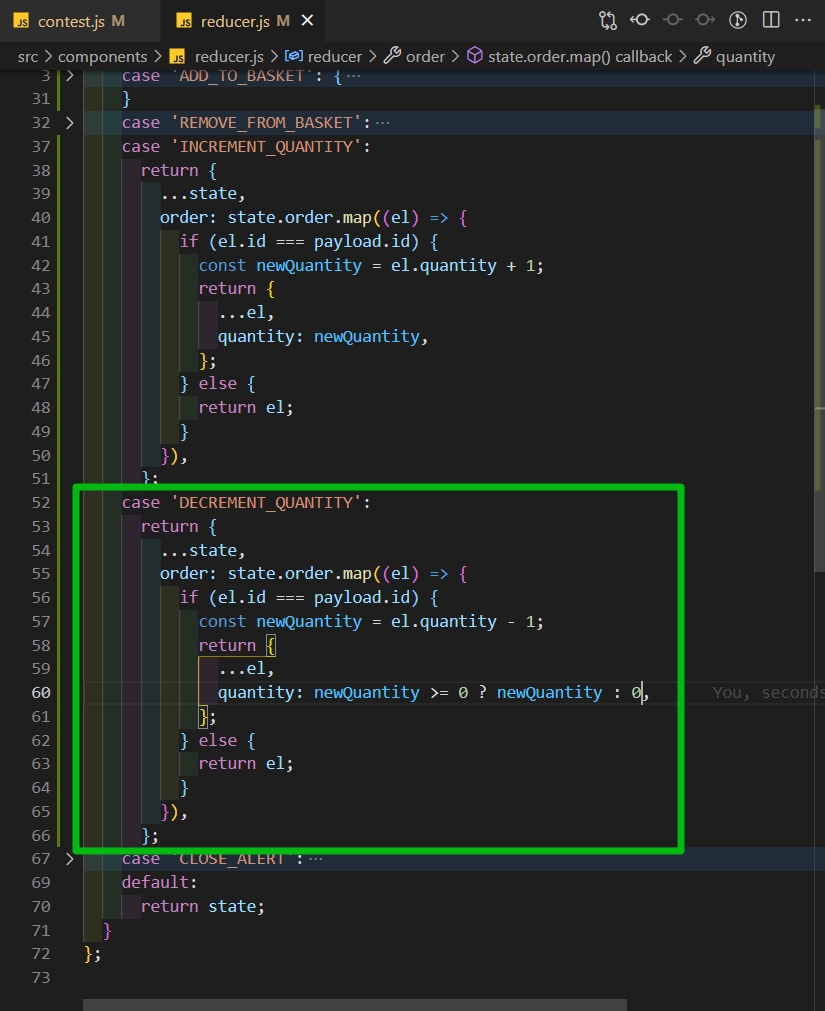 JS contest.js M JS reducer.js M
src > components > JS reducer.js > reducer > order > state.order.map() callback > quantity
3 > case 'ADD_TO_BASKET': { ···
31 }
32 > case 'REMOVE_FROM_BASKET': ···
37 case 'INCREMENT_QUANTITY':
38 return {
39 ...state,
40 order: state.order.map((el) => {
41 if (el.id === payload.id) {
42 const newQuantity = el.quantity + 1;
43 return {
44 ...el,
45 quantity: newQuantity,
46 };
47 } else {
48 return el;
49 }
50 }),
51 };
52 case 'DECREMENT_QUANTITY':
53 return {
54 ...state,
55 order: state.order.map((el) => {
56 if (el.id === payload.id) {
57 const newQuantity = el.quantity - 1;
58 return {
59 ...el,
60 quantity: newQuantity >= 0 ? newQuantity : 0, You, seconds
61 };
62 } else {
63 return el;
64 }
65 }),
66 };
67 > case 'CLOSE_ALERT': ···
69 default:
70 return state;
71 }
72 };
73